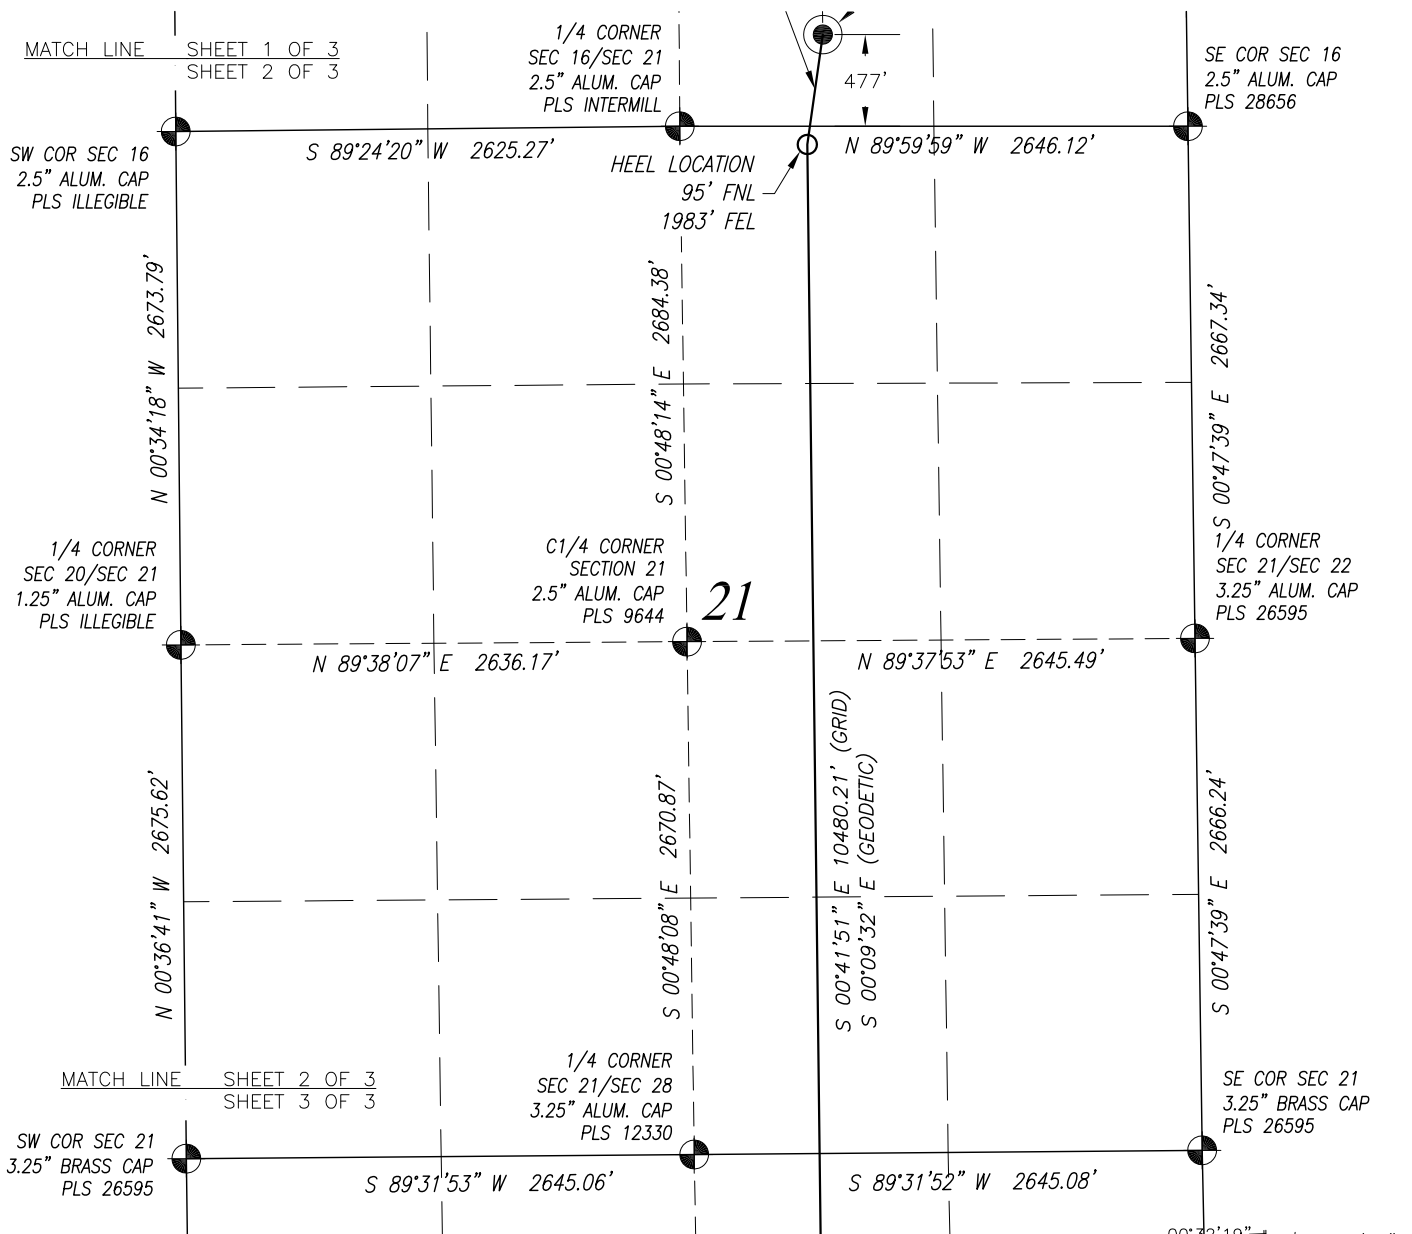 MATCH LINE SHEET 1 OF 3
SHEET 2 OF 3
1/4 CORNER
SEC 16/SEC 21
2.5" ALUM. CAP
PLS INTERMILL
477'
SE COR SEC 16
2.5" ALUM. CAP
PLS 28656
SW COR SEC 16
2.5" ALUM. CAP
PLS ILLEGIBLE
S 89°24'20" W 2625.27'
N 89°59'59" W 2646.12'
HEEL LOCATION
95' FNL
1983' FEL
N 00°34'18" W 2673.79'
S 00°48'14" E 2684.38'
S 00°47'39" E 2667.34'
1/4 CORNER
SEC 20/SEC 21
1.25" ALUM. CAP
PLS ILLEGIBLE
C1/4 CORNER
SECTION 21
2.5" ALUM. CAP
PLS 9644
21
1/4 CORNER
SEC 21/SEC 22
3.25" ALUM. CAP
PLS 26595
N 89°38'07" E 2636.17'
N 89°37'53" E 2645.49'
N 00°36'41" W 2675.62'
S 00°48'08" E 2670.87'
S 00°41'51" E 10480.21' (GRID)
S 00°09'32" E (GEODETIC)
S 00°47'39" E 2666.24'
MATCH LINE SHEET 2 OF 3
SHEET 3 OF 3
1/4 CORNER
SEC 21/SEC 28
3.25" ALUM. CAP
PLS 12330
SE COR SEC 21
3.25" BRASS CAP
PLS 26595
SW COR SEC 21
3.25" BRASS CAP
PLS 26595
S 89°31'53" W 2645.06'
S 89°31'52" W 2645.08'